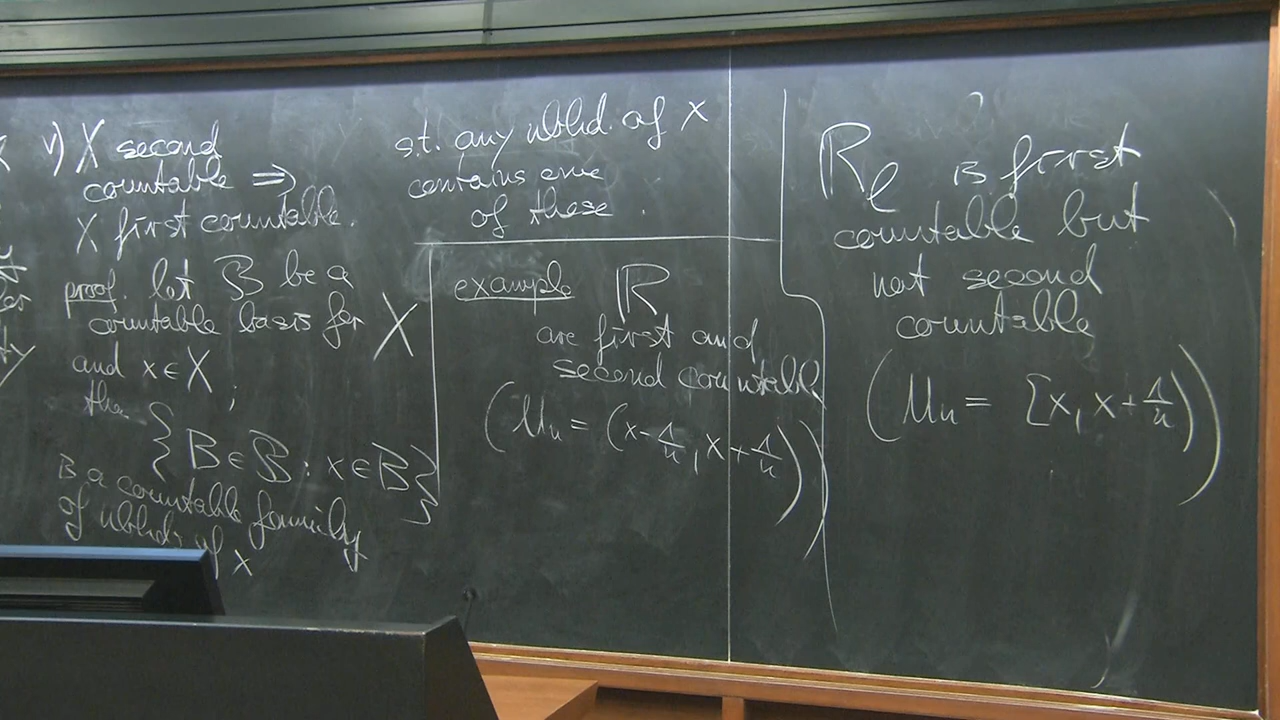 v) X second
countable ⇒
X first countable.
proof. let ℬ be a
countable basis for X
and x ∈ X ;
then
{B ∈ ℬ : x ∈ B}
is a countable family
of nbhds of x
s.t. any nbhd. of x
contains one
of these .
example ℝ
are first and
second countable
(Uₙ = (x-1/n, x+1/n))
ℝℓ is first
countable but
not second
countable
(Uₙ = [x, x+1/n))